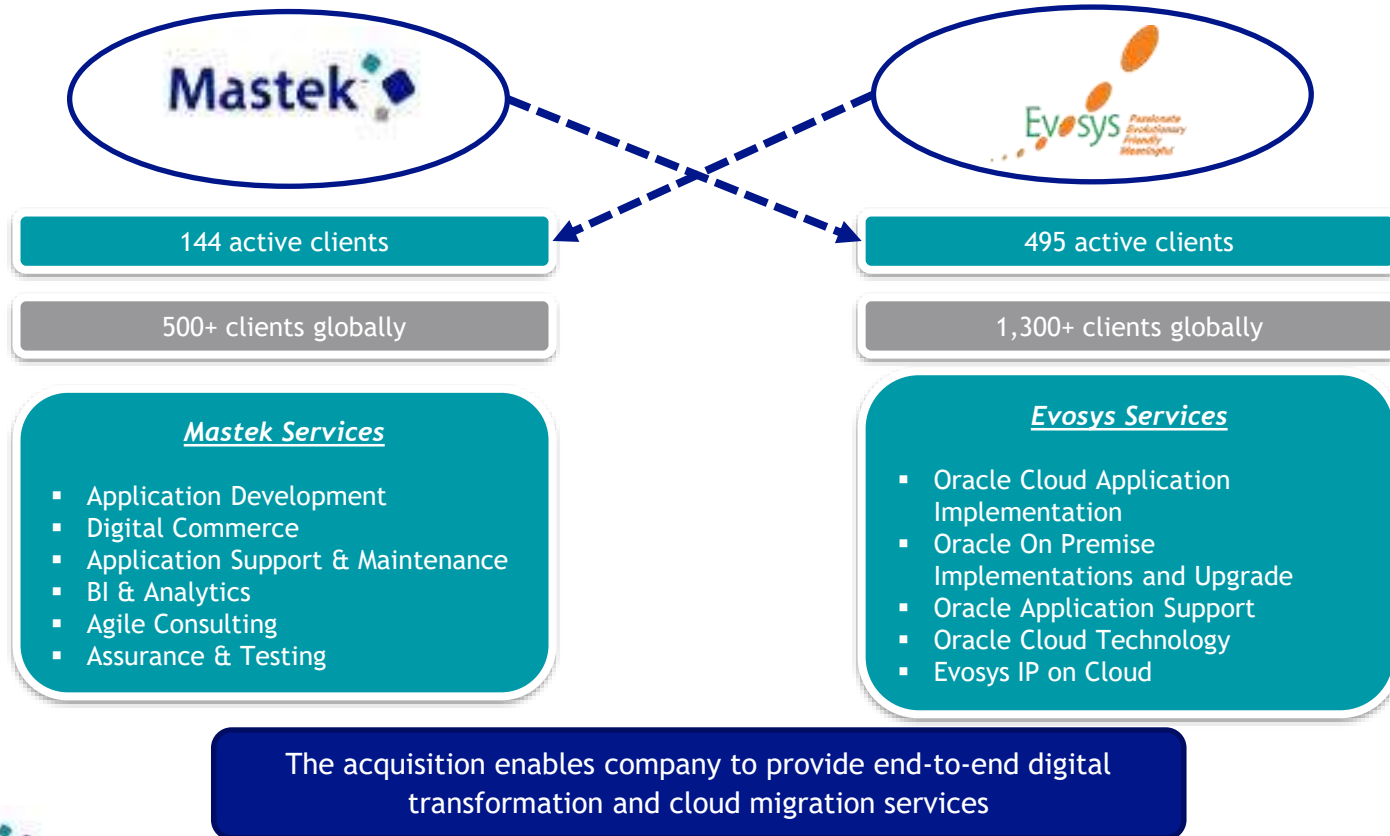 Mastek
Evosys
Passionate
Evolutionary
Friendly
Meaningful
144 active clients
495 active clients
500+ clients globally
1,300+ clients globally
Mastek Services
▪ Application Development
▪ Digital Commerce
▪ Application Support & Maintenance
▪ BI & Analytics
▪ Agile Consulting
▪ Assurance & Testing
Evosys Services
▪ Oracle Cloud Application
Implementation
▪ Oracle On Premise
Implementations and Upgrade
▪ Oracle Application Support
▪ Oracle Cloud Technology
▪ Evosys IP on Cloud
The acquisition enables company to provide end-to-end digital
transformation and cloud migration services